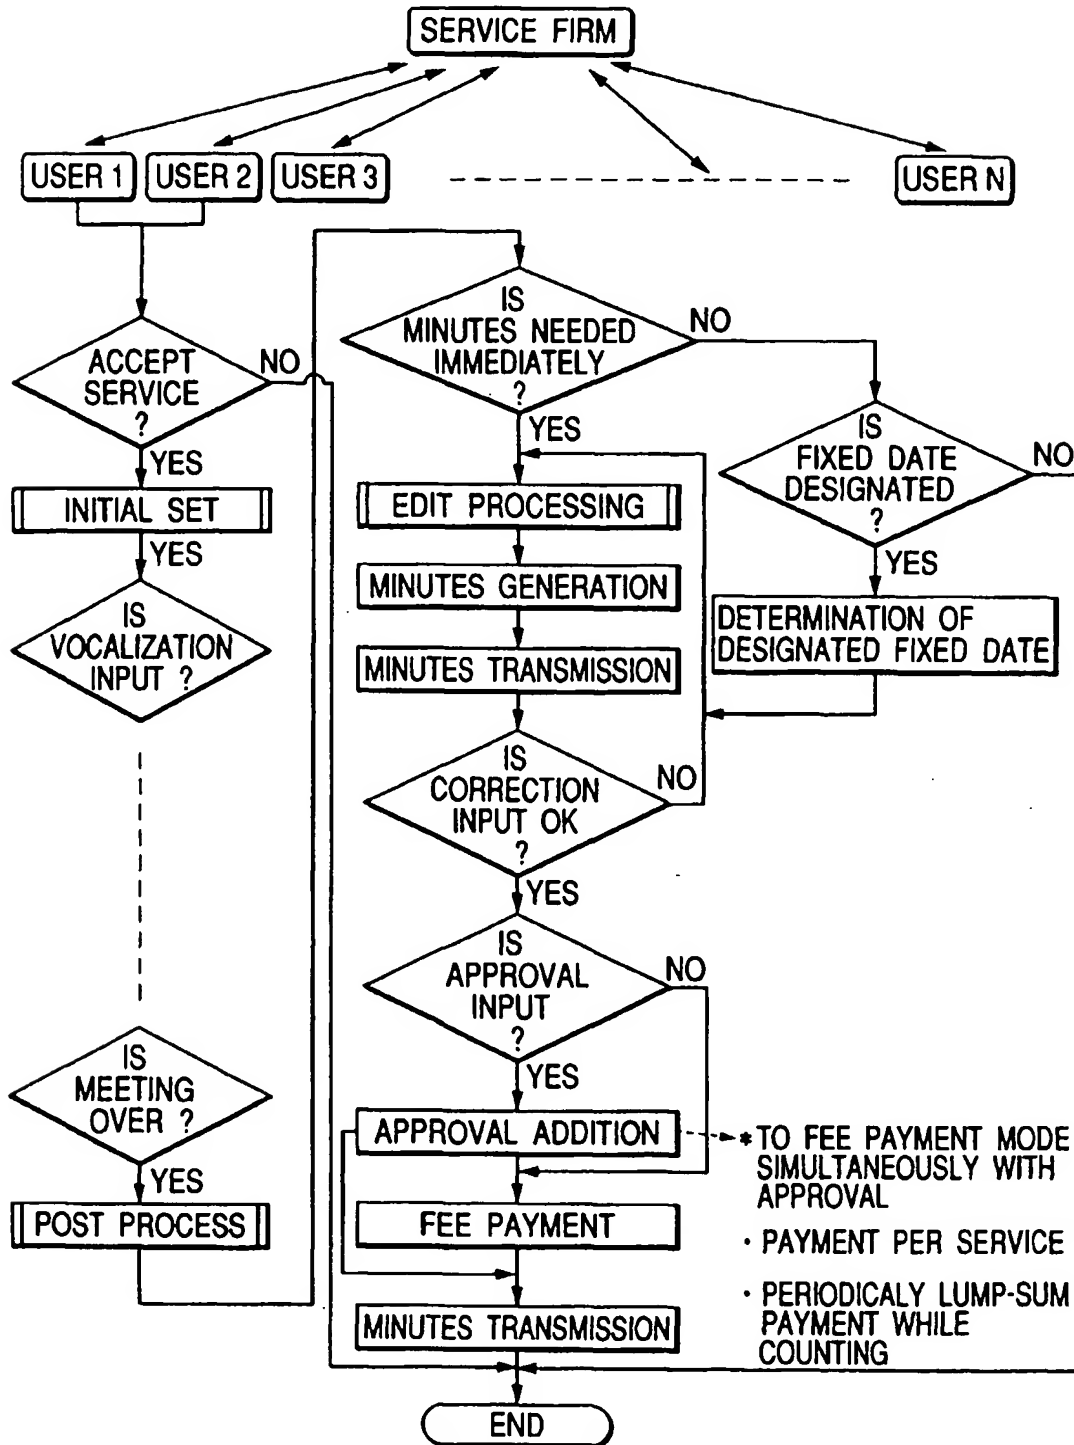 SERVICE FIRM
USER 1
USER 2
USER 3
USER N
ACCEPT
SERVICE
?
NO
YES
INITIAL SET
YES
IS
VOCALIZATION
INPUT ?
IS
MEETING
OVER ?
YES
POST PROCESS
IS
MINUTES NEEDED
IMMEDIATELY
?
NO
YES
EDIT PROCESSING
MINUTES GENERATION
MINUTES TRANSMISSION
IS
CORRECTION
INPUT OK
?
NO
YES
IS
APPROVAL
INPUT
?
NO
YES
APPROVAL ADDITION
FEE PAYMENT
MINUTES TRANSMISSION
END
IS
FIXED DATE
DESIGNATED
?
NO
YES
DETERMINATION OF
DESIGNATED FIXED DATE
*TO FEE PAYMENT MODE
SIMULTANEOUSLY WITH
APPROVAL
· PAYMENT PER SERVICE
· PERIODICALY LUMP-SUM
PAYMENT WHILE
COUNTING